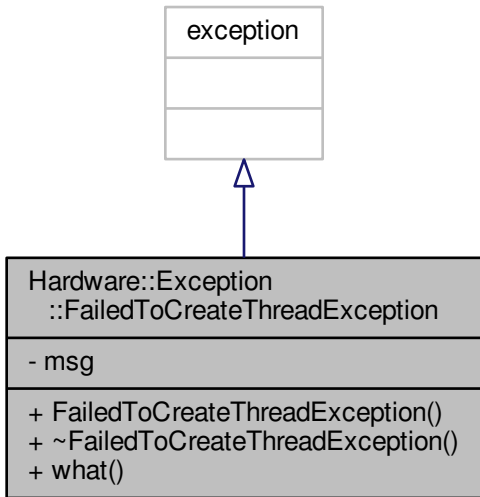 exception
Hardware::Exception
::FailedToCreateThreadException
- msg
+ FailedToCreateThreadException()
+ ~FailedToCreateThreadException()
+ what()